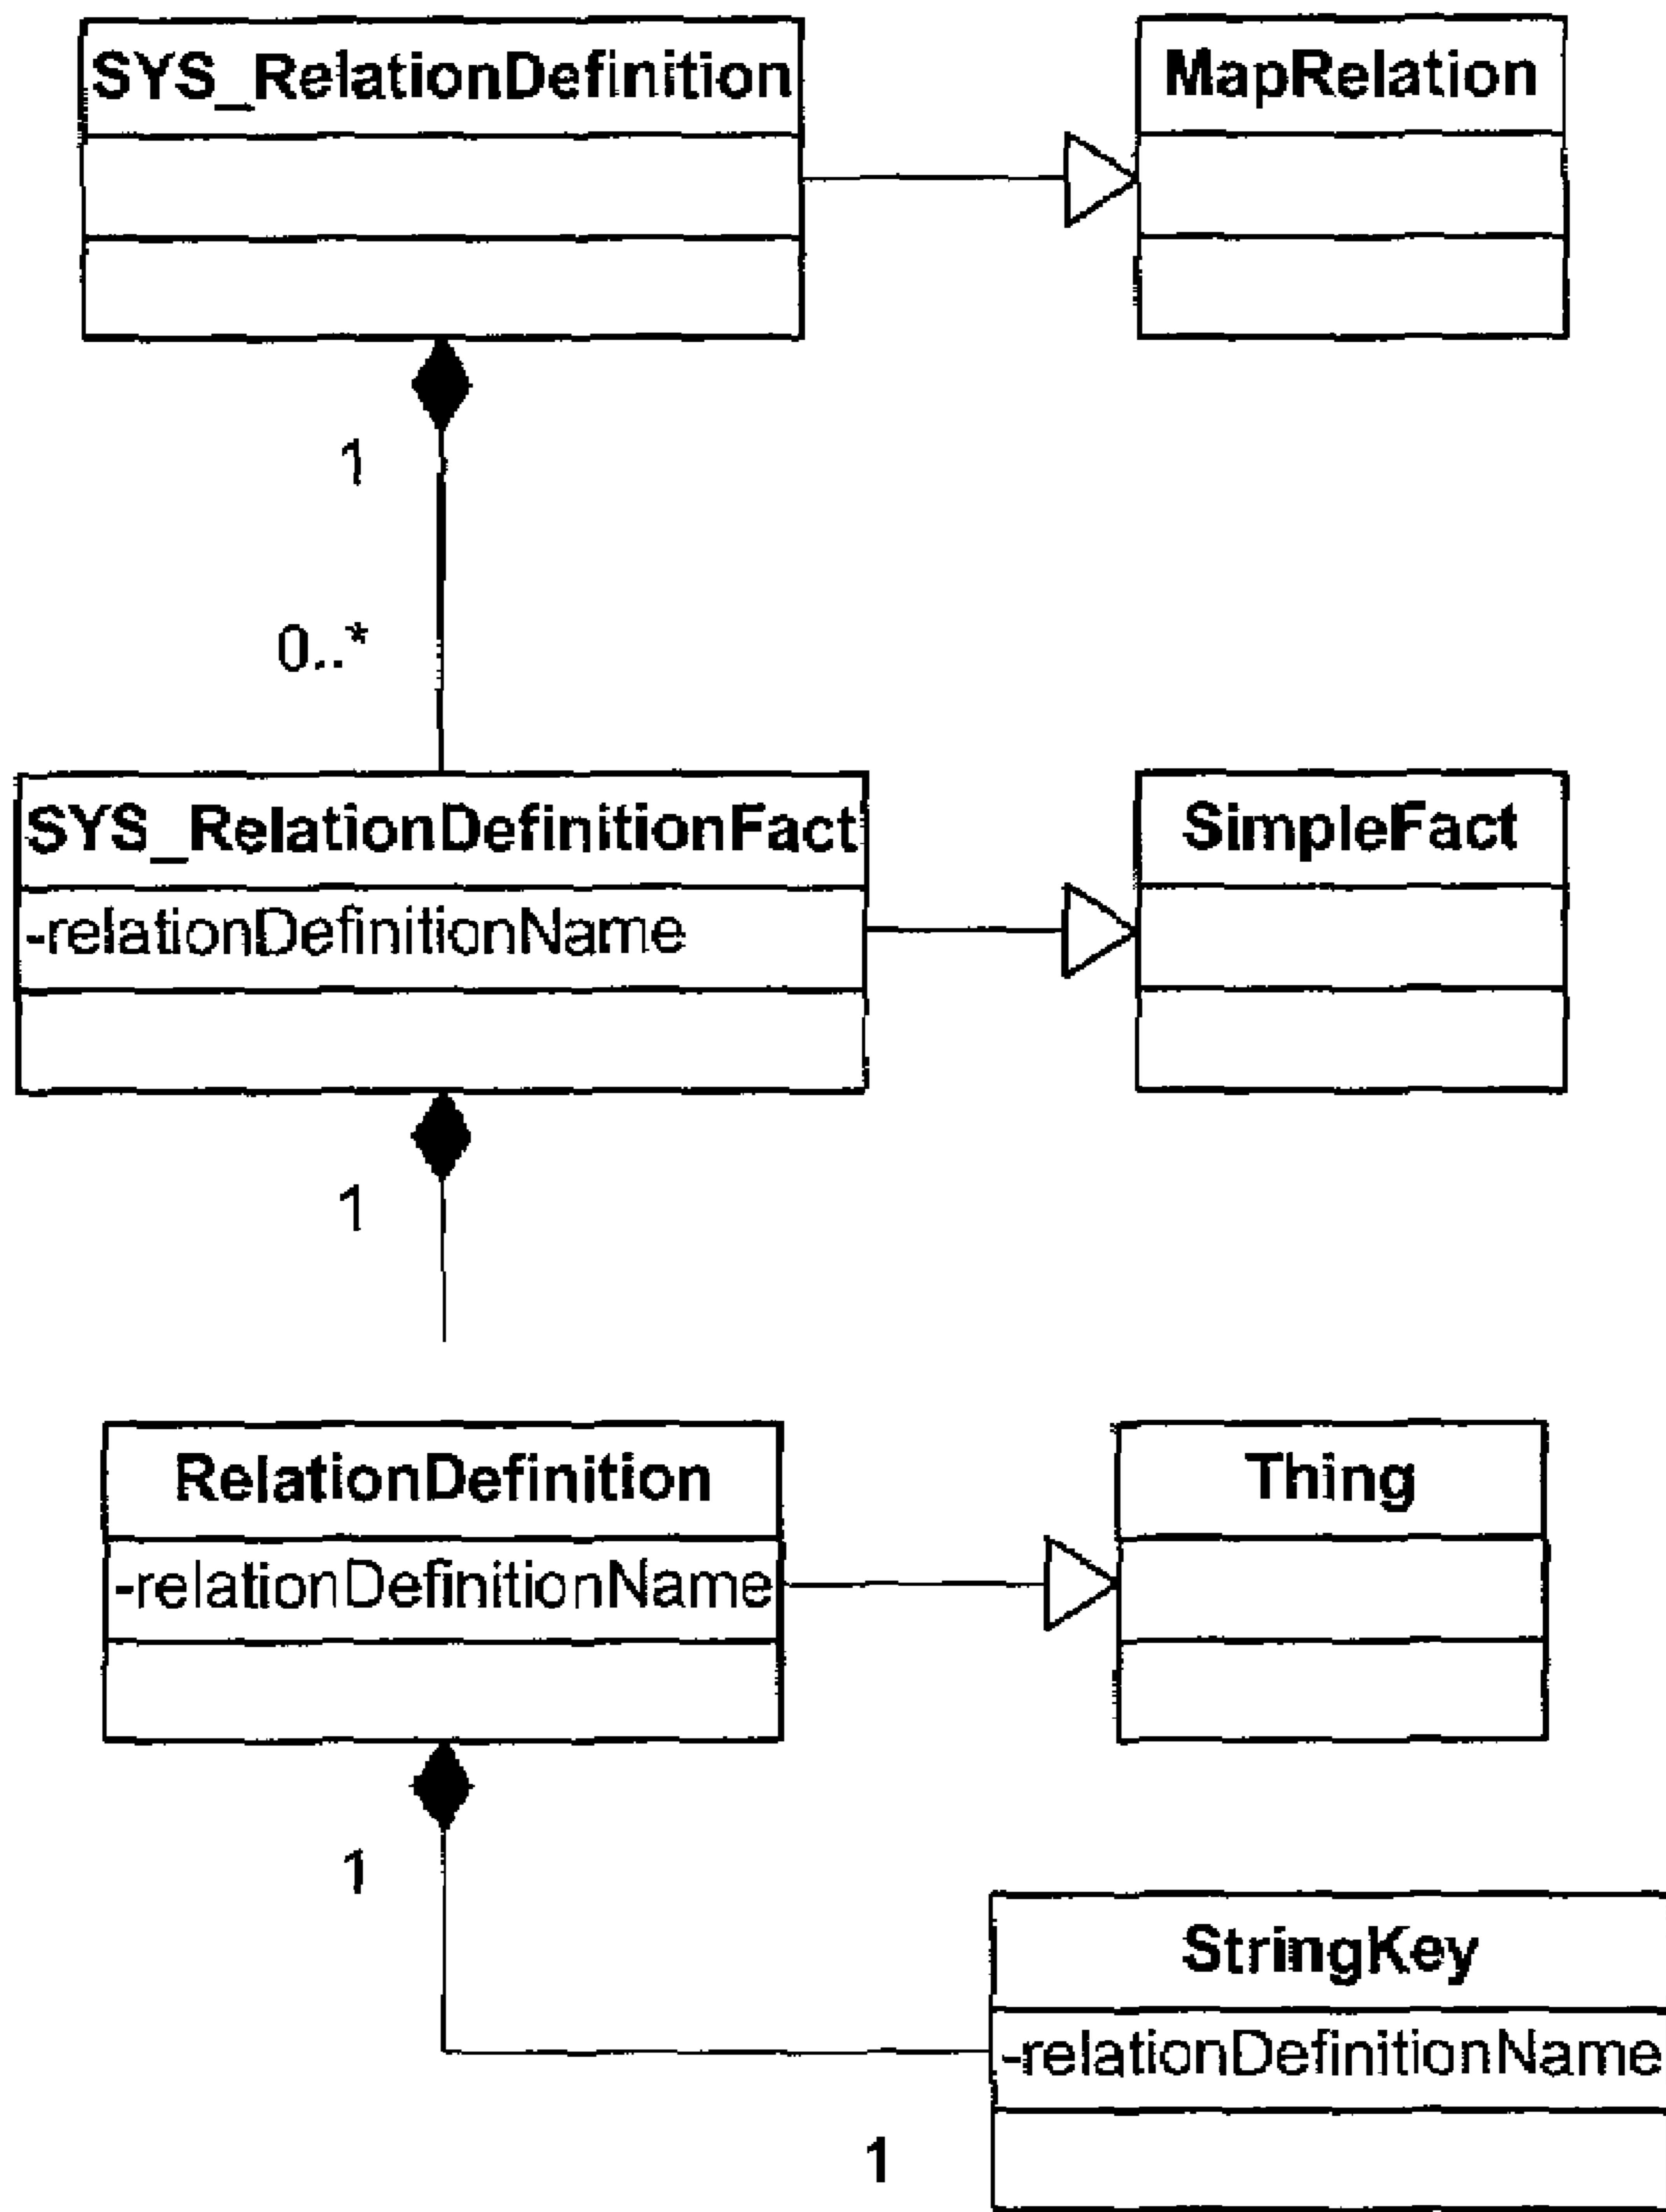 SYS_RelationDefinition
MapRelation
1
0..*
SYS_RelationDefinitionFact
-relationDefinitionName
SimpleFact
1
RelationDefinition
-relationDefinitionName
Thing
1
StringKey
-relationDefinitionName
1